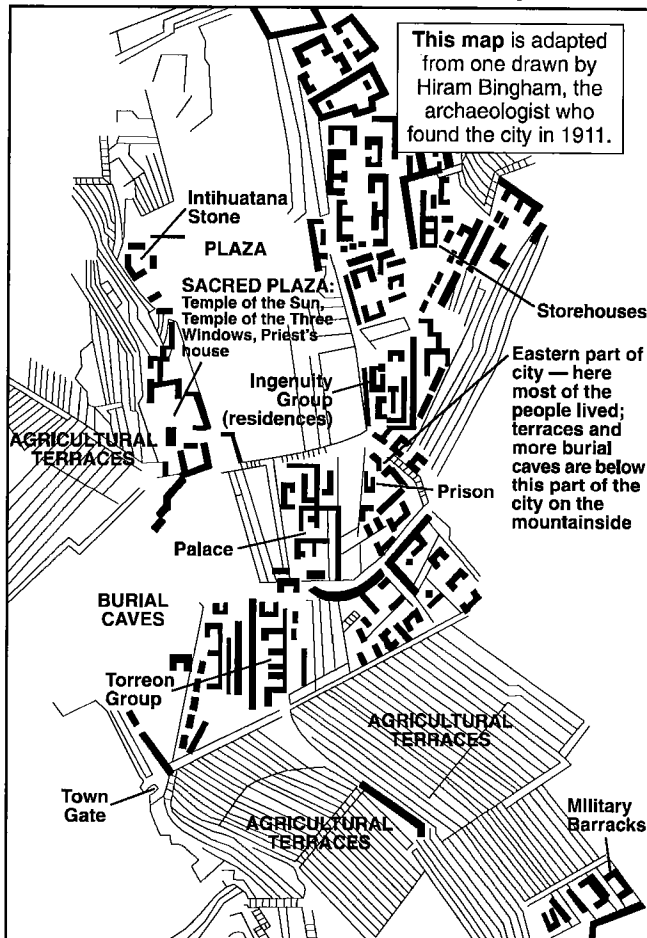 This map is adapted
from one drawn by
Hiram Bingham, the
archaeologist who
found the city in 1911.
Intihuatana
Stone
PLAZA
SACRED PLAZA:
Temple of the Sun,
Temple of the Three
Windows, Priest's
house
Storehouses
Ingenuity
Group
(residences)
Eastern part of
city — here
most of the
people lived;
terraces and
more burial
caves are below
this part of the
city on the
mountainside
AGRICULTURAL
TERRACES
Prison
Palace
BURIAL
CAVES
Torreon
Group
AGRICULTURAL
TERRACES
Town
Gate
AGRICULTURAL
TERRACES
Military
Barracks